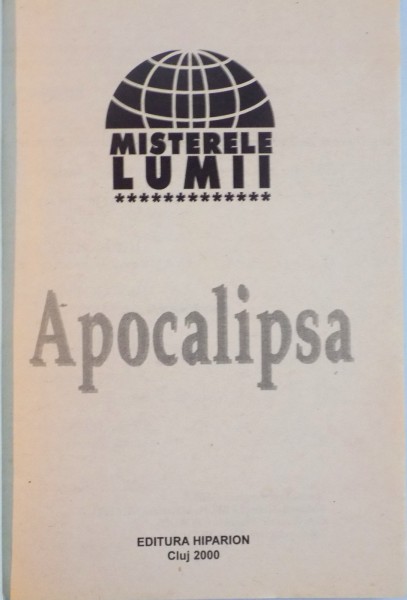 MISTERELE
LUMII
*************
Apocalipsa
EDITURA HIPARION
Cluj 2000